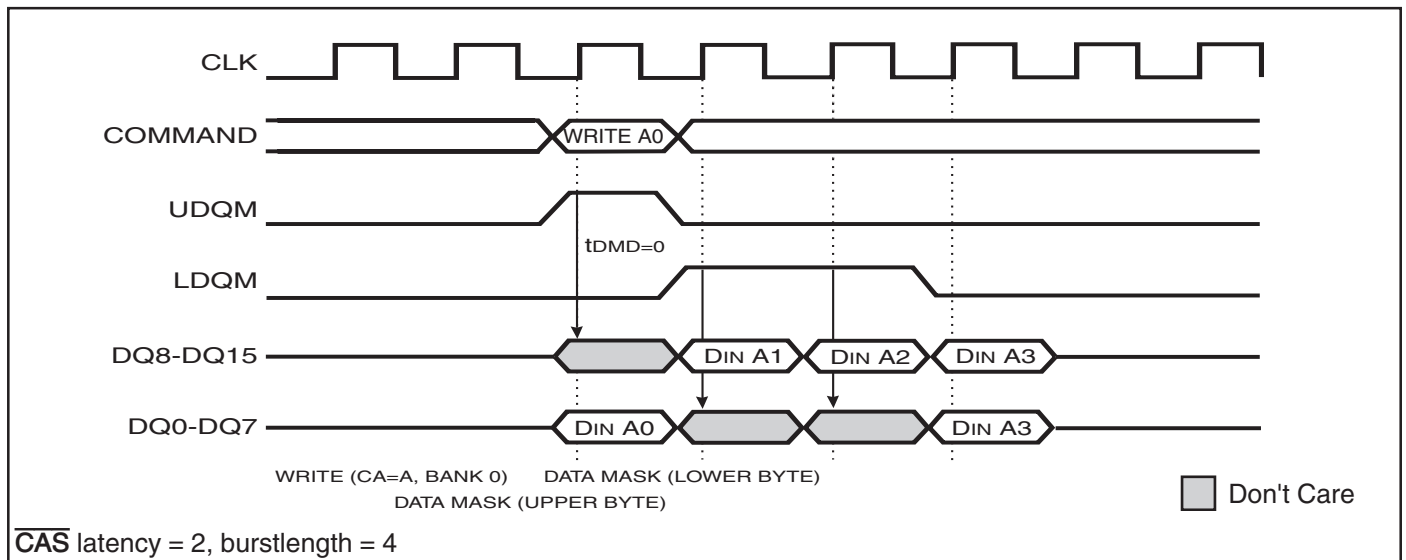 CLK
COMMAND
WRITE A0
UDQM
tDMD=0
LDQM
DQ8-DQ15
DIN A1
DIN A2
DIN A3
DQ0-DQ7
DIN A0
DIN A3
WRITE (CA=A, BANK 0) DATA MASK (LOWER BYTE)
DATA MASK (UPPER BYTE)
Don't Care
CAS latency = 2, burstlength = 4